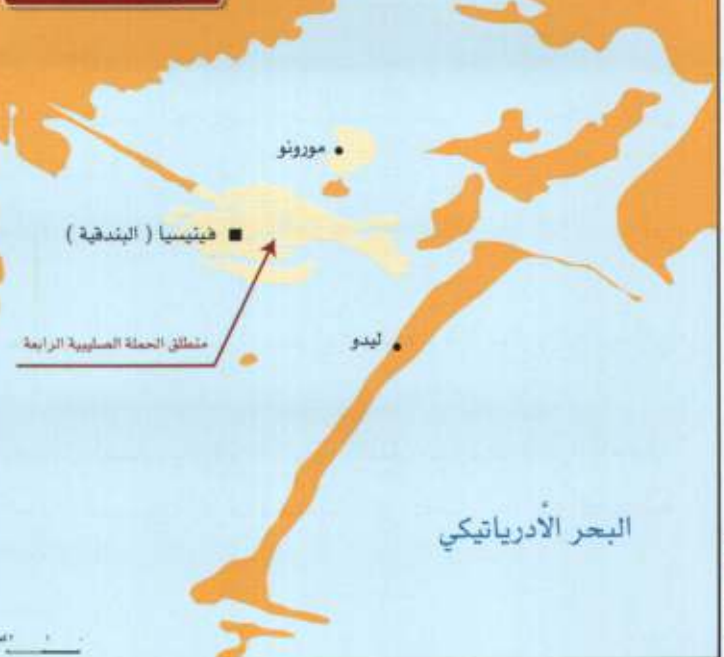 مورونو
فينيسيا ( البندقية )
منطلق الحملة الصليبية الرابعة
ليدو
البحر الأدرياتيكي